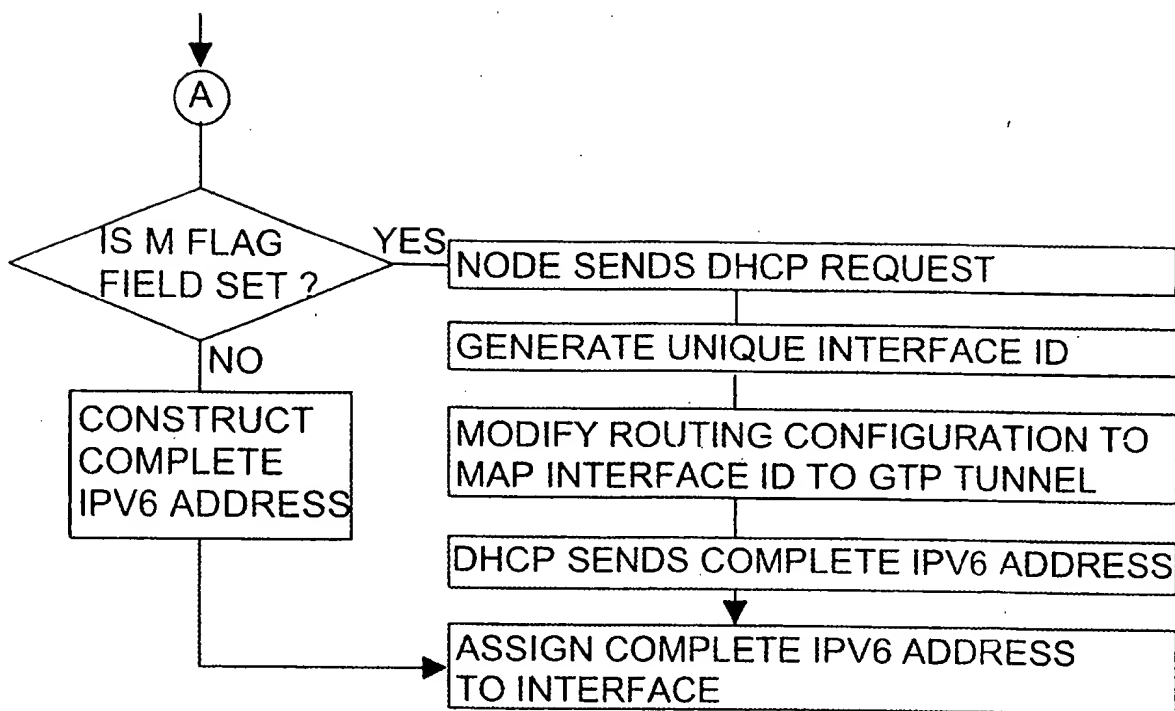 A
IS M FLAG
FIELD SET ?
YES
NODE SENDS DHCP REQUEST
GENERATE UNIQUE INTERFACE ID
NO
CONSTRUCT
COMPLETE
IPV6 ADDRESS
MODIFY ROUTING CONFIGURATION TO
MAP INTERFACE ID TO GTP TUNNEL
DHCP SENDS COMPLETE IPV6 ADDRESS
ASSIGN COMPLETE IPV6 ADDRESS
TO INTERFACE